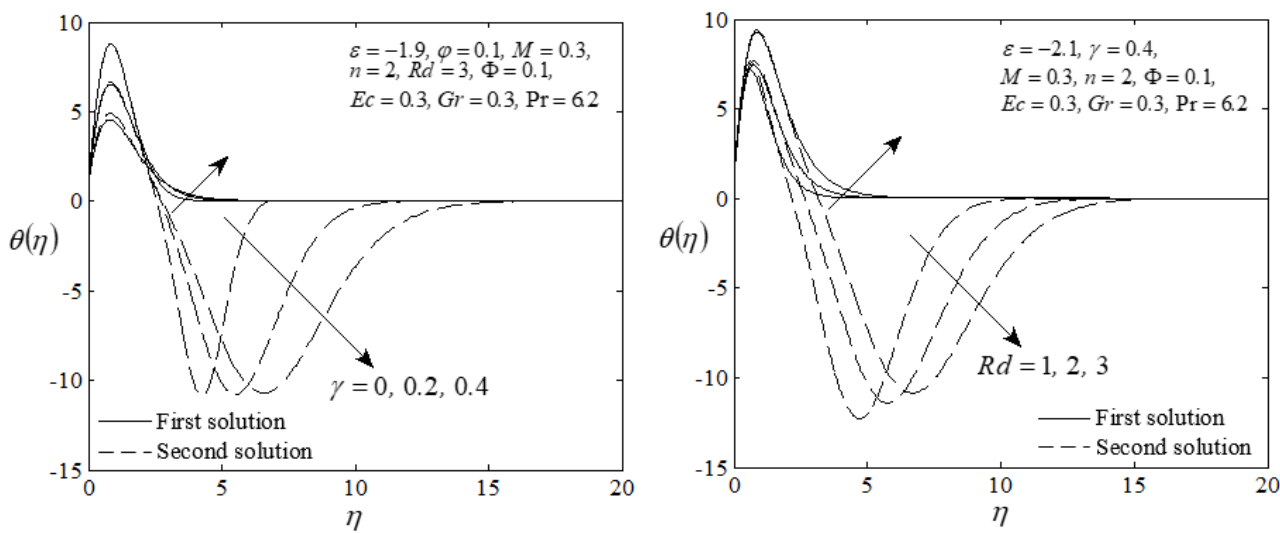 10
5
0
-5
-10
-15
θ(η)
ε = −1.9, φ = 0.1, M = 0.3,
n = 2, Rd = 3, Φ = 0.1,
Ec = 0.3, Gr = 0.3, Pr = 6.2
γ = 0, 0.2, 0.4
First solution
Second solution
0 5 10 15 20
η
10
5
0
-5
-10
-15
θ(η)
ε = −2.1, γ = 0.4,
M = 0.3, n = 2, Φ = 0.1,
Ec = 0.3, Gr = 0.3, Pr = 6.2
Rd = 1, 2, 3
First solution
Second solution
0 5 10 15 20
η